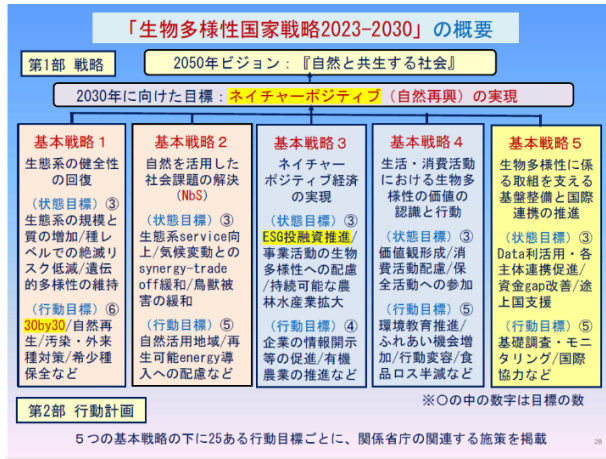 「生物多様性国家戦略2023-2030」の概要
第1部 戦略
2050年ビジョン：『自然と共生する社会』
2030年に向けた目標：ネイチャーポジティブ（自然再興）の実現
基本戦略１
生態系の健全性
の回復
（状態目標）③
生態系の規模と
質の増加/種レ
ベルでの絶滅リ
スク低減/遺伝
的多様性の維持
（行動目標）⑥
30by30/自然再
生/汚染・外来
種対策/希少種
保全など
基本戦略２
自然を活用した
社会課題の解決
（NbS）
（状態目標）③
生態系service向
上/気候変動との
synergy-trade
off緩和/鳥獣被
害の緩和
（行動目標）⑤
自然活用地域/再
生可能energy導
入への配慮など
基本戦略３
ネイチャー
ポジティブ経済
の実現
（状態目標）③
ESG投融資推進/
事業活動の生物
多様性への配慮
/持続可能な農
林水産業拡大
（行動目標）④
企業の情報開示
等の促進/有機
農業の推進など
基本戦略４
生活・消費活動
における生物多
様性の価値の
認識と行動
（状態目標）③
価値観形成/消
費活動配慮/保
全活動への参加
（行動目標）⑤
環境教育推進/
ふれあい機会増
加/行動変容/食
品ロス半減など
基本戦略５
生物多様性に係
る取組を支える
基盤整備と国際
連携の推進
（状態目標）③
Data利活用・各
主体連携促進/
資金gap改善/途
上国支援
（行動目標）⑤
基礎調査・モニ
タリング/国際
協力など
※〇の中の数字は目標の数
第2部 行動計画
５つの基本戦略の下に25ある行動目標ごとに、関係省庁の関連する施策を掲載
28